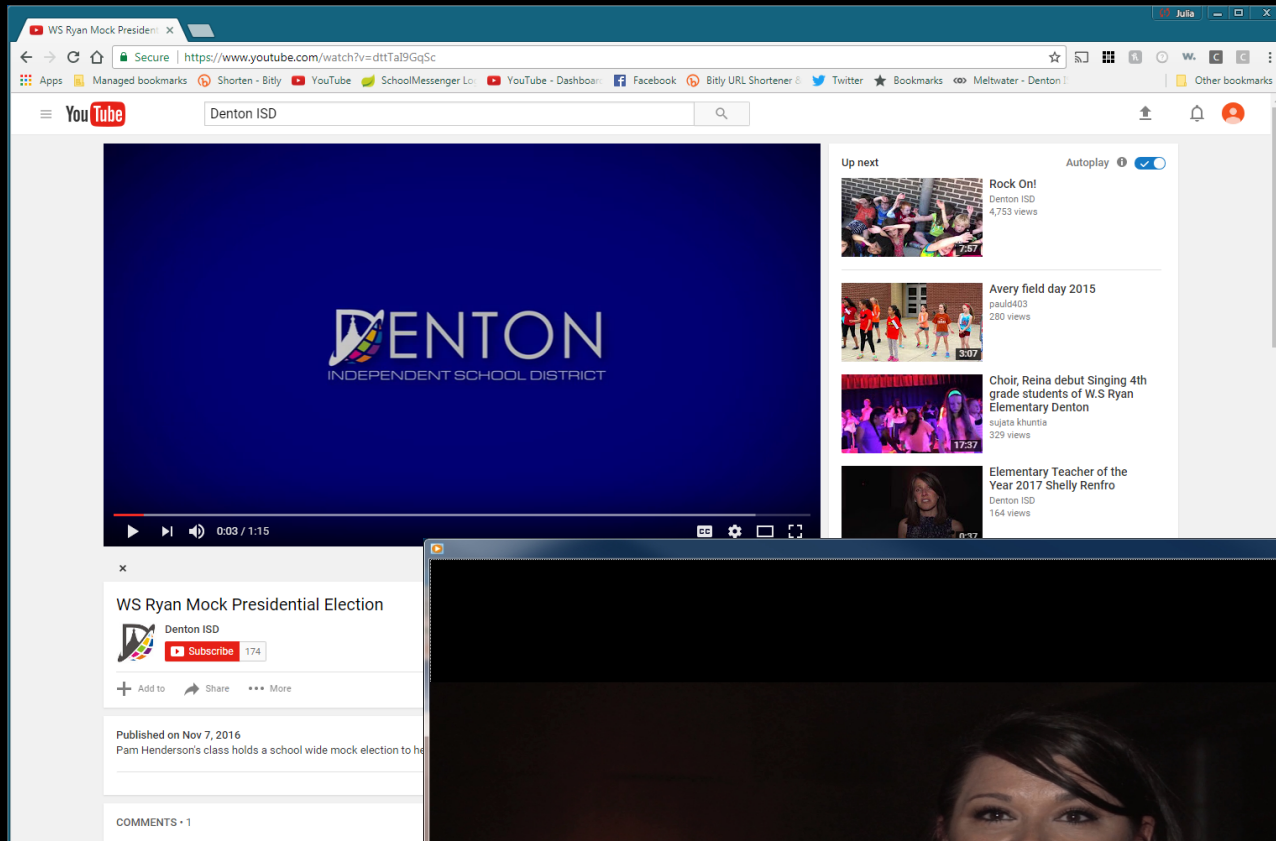 Julia
WS Ryan Mock President
Secure https://www.youtube.com/watch?v=dttTaI9GqSc
Apps Managed bookmarks Shorten - Bitly YouTube SchoolMessenger Lo YouTube - Dashboar Facebook Bitly URL Shortener & Twitter Bookmarks Meltwater - Denton I Other bookmarks
YouTube
Denton ISD
DENTON
INDEPENDENT SCHOOL DISTRICT
0:03 / 1:15
CC
WS Ryan Mock Presidential Election
Denton ISD
Subscribe 174
Add to Share More
Published on Nov 7, 2016
Pam Henderson's class holds a school wide mock election to he
COMMENTS • 1
Up next
Autoplay
Rock On!
Denton ISD
4,753 views
7:57
Avery field day 2015
pauld403
280 views
3:07
Choir, Reina debut Singing 4th
grade students of W.S Ryan
Elementary Denton
sujata khuntia
329 views
17:37
Elementary Teacher of the
Year 2017 Shelly Renfro
Denton ISD
164 views
0:37